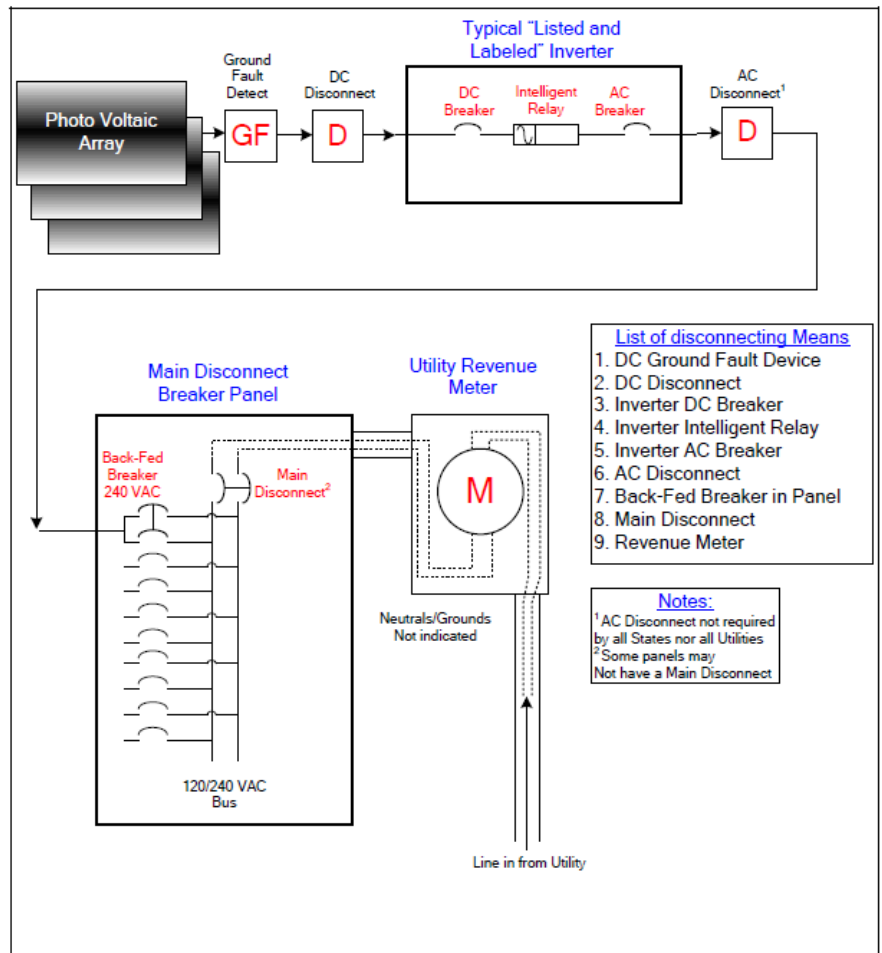 Typical “Listed and
Labeled” Inverter
Ground
Fault
Detect
DC
Disconnect
DC
Breaker
Intelligent
Relay
AC
Breaker
AC
Disconnect1
Photo Voltaic
Array
GF
D
D
Main Disconnect
Breaker Panel
Utility Revenue
Meter
List of disconnecting Means
1. DC Ground Fault Device
2. DC Disconnect
3. Inverter DC Breaker
4. Inverter Intelligent Relay
5. Inverter AC Breaker
6. AC Disconnect
7. Back-Fed Breaker in Panel
8. Main Disconnect
9. Revenue Meter
Back-Fed
Breaker
240 VAC
Main
Disconnect2
M
Neutrals/Grounds
Not indicated
Notes:
1 AC Disconnect not required
by all States nor all Utilities
2 Some panels may
Not have a Main Disconnect
120/240 VAC
Bus
Line in from Utility